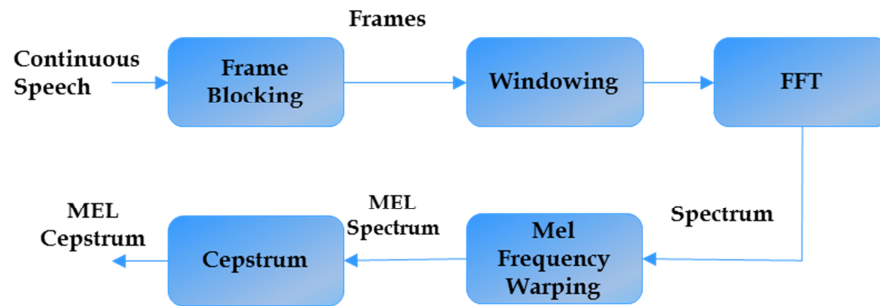 Frames
Continuous
Speech
Frame
Blocking
Windowing
FFT
MEL
Cepstrum
Cepstrum
MEL
Spectrum
Mel
Frequency
Warping
Spectrum